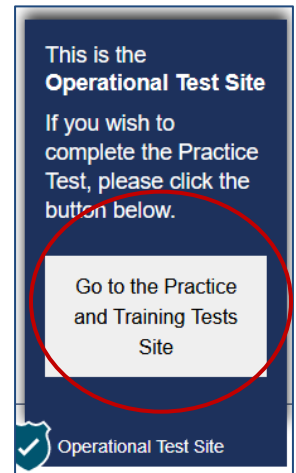 This is the
Operational Test Site
If you wish to
complete the Practice
Test, please click the
button below.
Go to the Practice
and Training Tests
Site
Operational Test Site